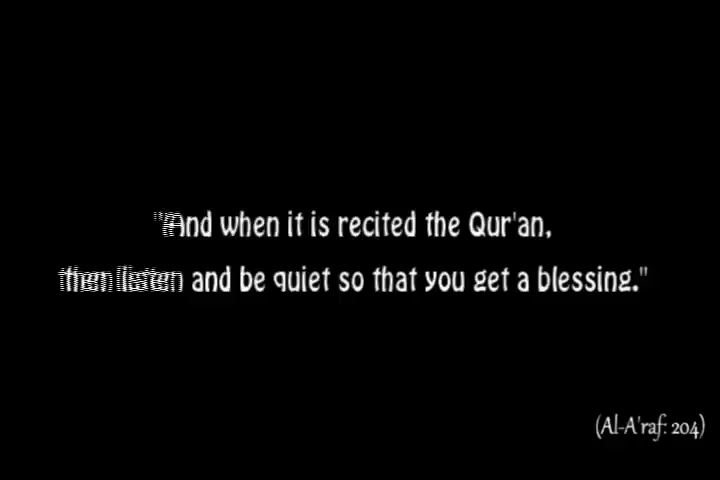 "And when it is recited the Qur'an,
then listen and be quiet so that you get a blessing."
(Al-A'raf: 204)